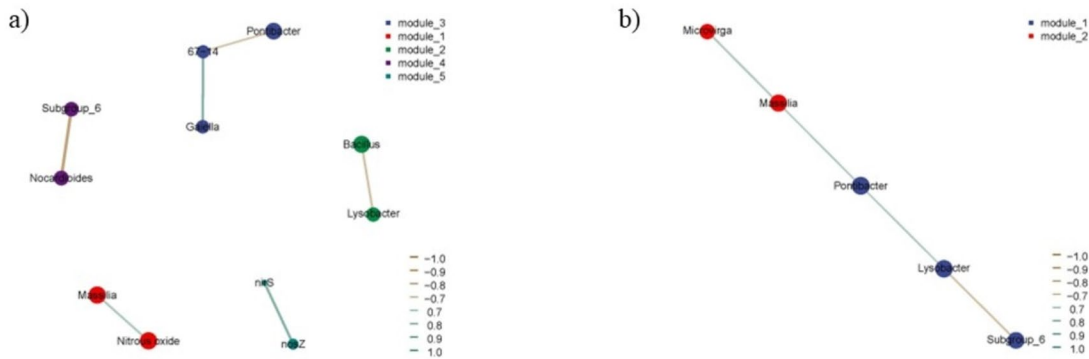 a)
Pontibacter
67-14
Gaiella
module_3
module_1
module_2
module_4
module_5
Subgroup_6
Nocardioides
Bacillus
Lysobacter
Massilia
Nitrous oxide
nirS
nosZ
-1.0
-0.9
-0.8
-0.7
0.7
0.8
0.9
1.0
b)
Microvirga
Massilia
Pontibacter
Lysobacter
Subgroup_6
module_1
module_2
-1.0
-0.9
-0.8
-0.7
0.7
0.8
0.9
1.0